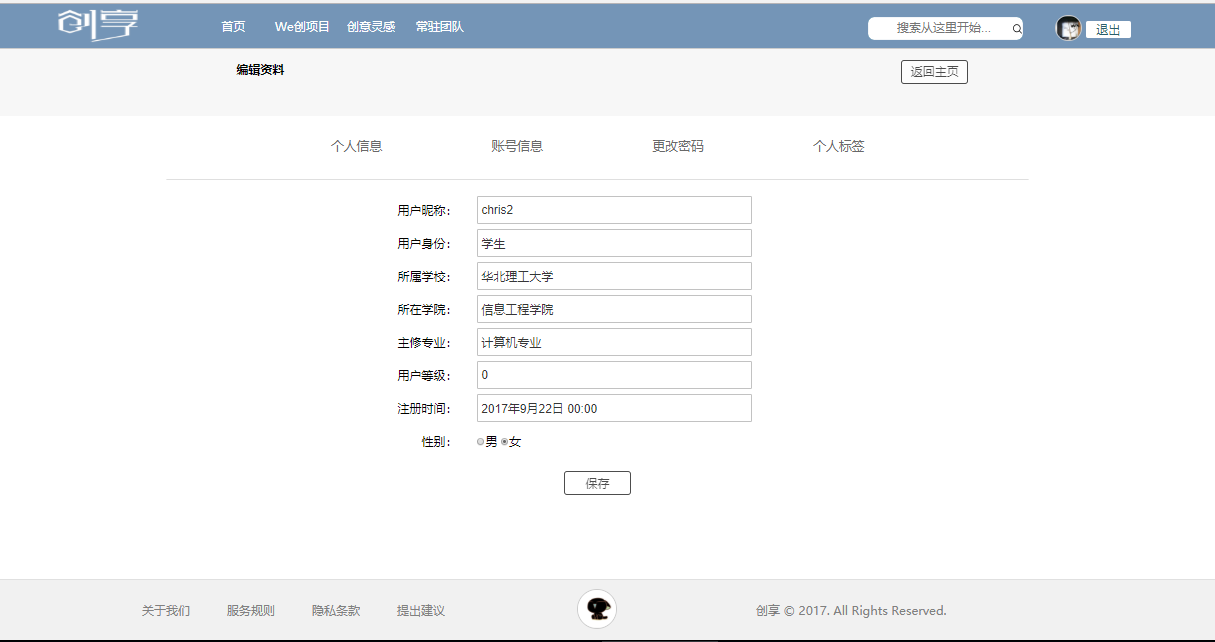 创享 首页 We创项目 创意灵感 常驻团队 搜索从这里开始... 退出
编辑资料 返回主页
个人信息 账号信息 更改密码 个人标签
用户昵称： chris2
用户身份： 学生
所属学校： 华北理工大学
所在学院： 信息工程学院
主修专业： 计算机专业
用户等级： 0
注册时间： 2017年9月22日 00:00
性别： 男 女
保存
关于我们 服务规则 隐私条款 提出建议 创享 © 2017. All Rights Reserved.